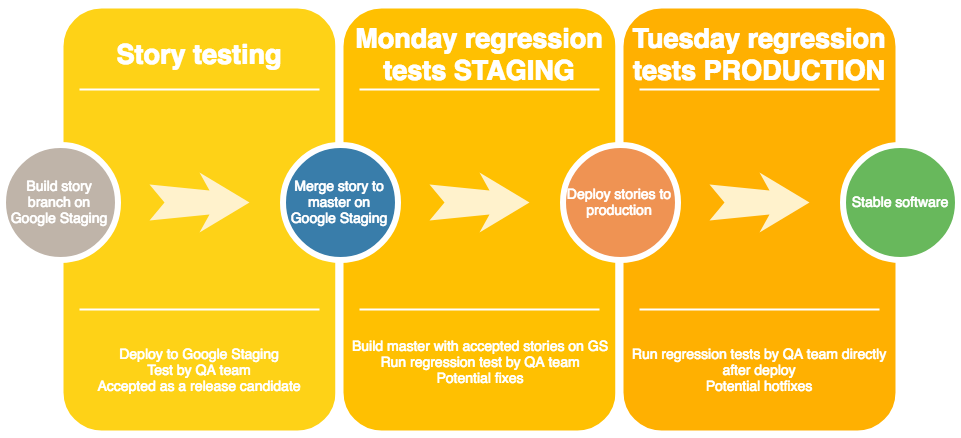 Story testing
Monday regression
tests STAGING
Tuesday regression
tests PRODUCTION
Build story
branch on
Google Staging
Merge story to
master on
Google Staging
Deploy stories to
production
Stable software
Deploy to Google Staging
Test by QA team
Accepted as a release candidate
Build master with accepted stories on GS
Run regression test by QA team
Potential fixes
Run regression tests by QA team directly
after deploy
Potential hotfixes